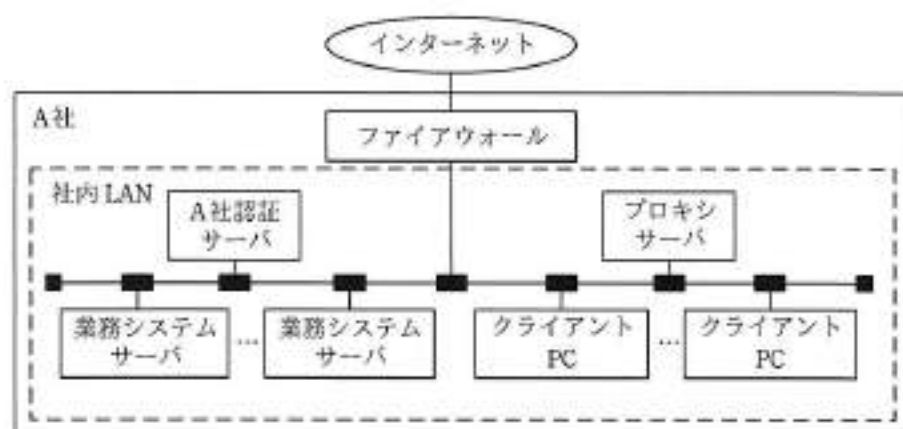 インターネット
A社
ファイアウォール
社内 LAN
A社認証
サーバ
プロキシ
サーバ
業務システム
サーバ
…
業務システム
サーバ
クライアント
PC
…
クライアント
PC